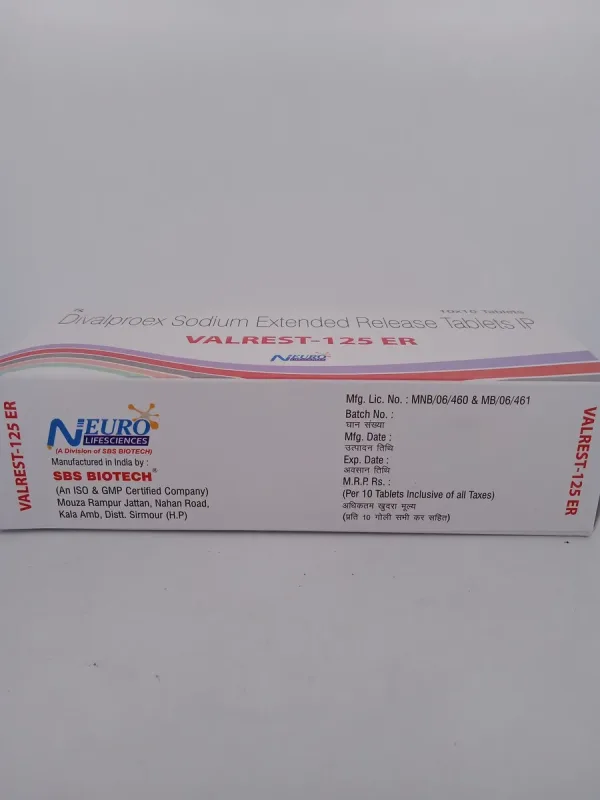 10x10 Tablets
Rx
Divalproex Sodium Extended Release Tablets IP
VALREST-125 ER
NEURO
VALREST-125 ER
NEURO
LIFESCIENCES
(A Division of SBS BIOTECH)
Manufactured in India by :
SBS BIOTECH®
(An ISO & GMP Certified Company)
Mouza Rampur Jattan, Nahan Road,
Kala Amb, Distt. Sirmour (H.P)
Mfg. Lic. No. : MNB/06/460 & MB/06/461
Batch No. :
घान संख्या
Mfg. Date :
उत्पादन तिथि
Exp. Date :
अवसान तिथि
M.R.P. Rs. :
(Per 10 Tablets Inclusive of all Taxes)
अधिकतम खुदरा मूल्य
(प्रति 10 गोली सभी कर सहित)
VALREST-125 ER